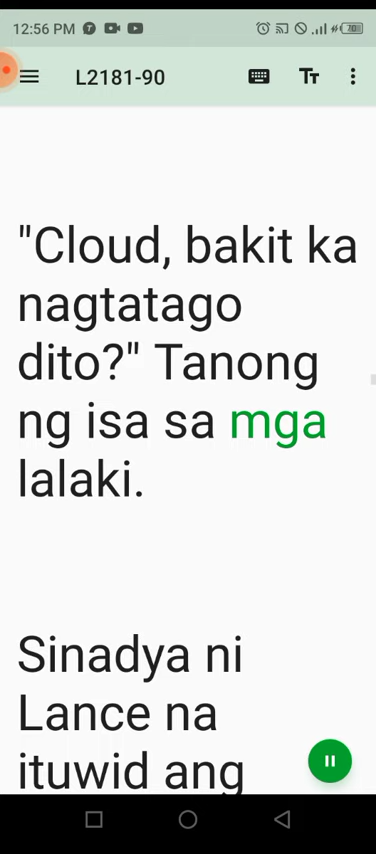 12:56 PM
70
L2181-90
"Cloud, bakit ka
nagtatago
dito?" Tanong
ng isa sa mga
lalaki.
Sinadya ni
Lance na
ituwid ang